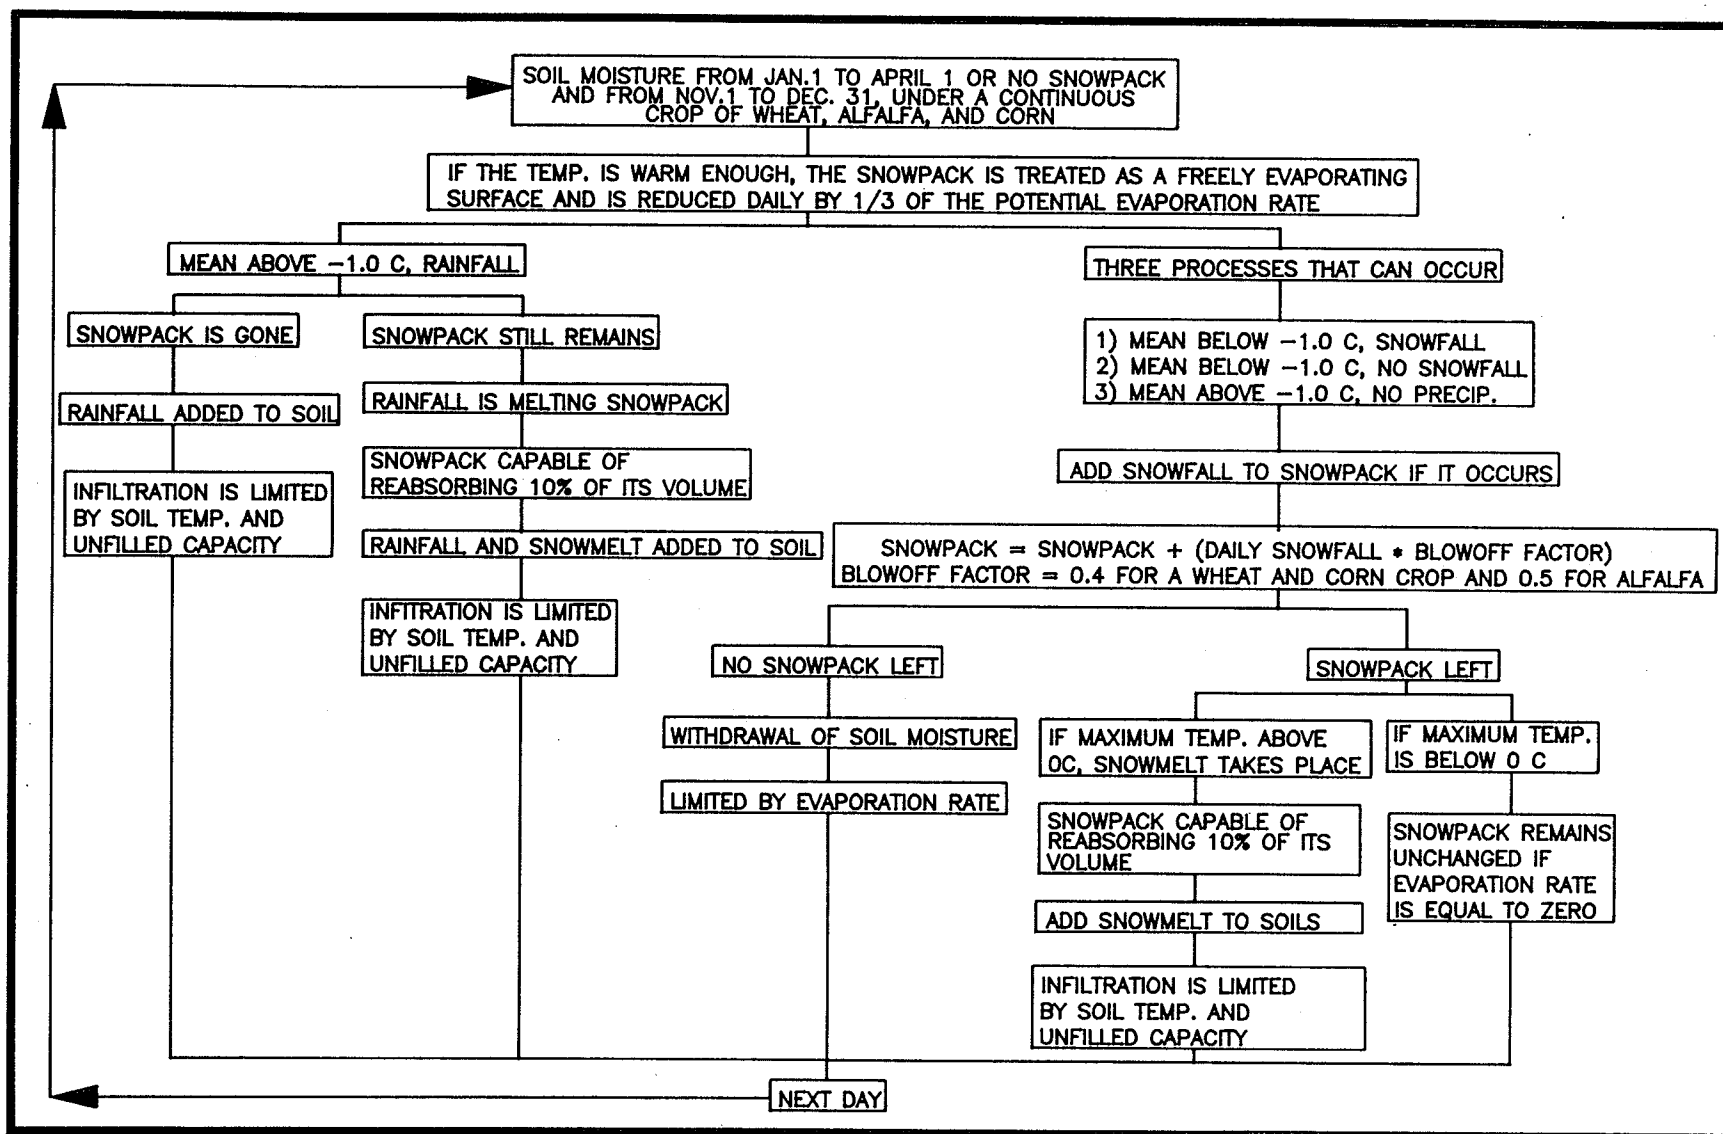 SOIL MOISTURE FROM JAN.1 TO APRIL 1 OR NO SNOWPACK
AND FROM NOV.1 TO DEC. 31, UNDER A CONTINUOUS
CROP OF WHEAT, ALFALFA, AND CORN
IF THE TEMP. IS WARM ENOUGH, THE SNOWPACK IS TREATED AS A FREELY EVAPORATING
SURFACE AND IS REDUCED DAILY BY 1/3 OF THE POTENTIAL EVAPORATION RATE
MEAN ABOVE -1.0 C, RAINFALL
SNOWPACK IS GONE
RAINFALL ADDED TO SOIL
INFILTRATION IS LIMITED
BY SOIL TEMP. AND
UNFILLED CAPACITY
SNOWPACK STILL REMAINS
RAINFALL IS MELTING SNOWPACK
SNOWPACK CAPABLE OF
REABSORBING 10% OF ITS VOLUME
RAINFALL AND SNOWMELT ADDED TO SOIL
INFITRATION IS LIMITED
BY SOIL TEMP. AND
UNFILLED CAPACITY
THREE PROCESSES THAT CAN OCCUR
1) MEAN BELOW -1.0 C, SNOWFALL
2) MEAN BELOW -1.0 C, NO SNOWFALL
3) MEAN ABOVE -1.0 C, NO PRECIP.
ADD SNOWFALL TO SNOWPACK IF IT OCCURS
SNOWPACK = SNOWPACK + (DAILY SNOWFALL * BLOWOFF FACTOR)
BLOWOFF FACTOR = 0.4 FOR A WHEAT AND CORN CROP AND 0.5 FOR ALFALFA
NO SNOWPACK LEFT
WITHDRAWAL OF SOIL MOISTURE
LIMITED BY EVAPORATION RATE
SNOWPACK LEFT
IF MAXIMUM TEMP. ABOVE
0C, SNOWMELT TAKES PLACE
SNOWPACK CAPABLE OF
REABSORBING 10% OF ITS
VOLUME
ADD SNOWMELT TO SOILS
INFILTRATION IS LIMITED
BY SOIL TEMP. AND
UNFILLED CAPACITY
IF MAXIMUM TEMP.
IS BELOW 0 C
SNOWPACK REMAINS
UNCHANGED IF
EVAPORATION RATE
IS EQUAL TO ZERO
NEXT DAY